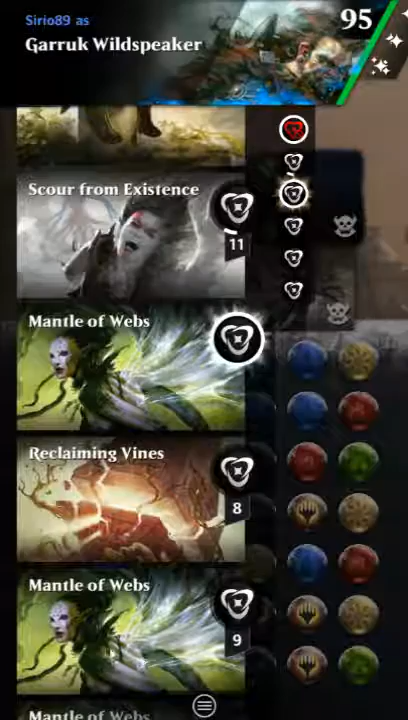 Sirio89 as
95
Garruk Wildspeaker
Scour from Existence
11
Mantle of Webs
Reclaiming Vines
8
Mantle of Webs
9
Mantle of Webs